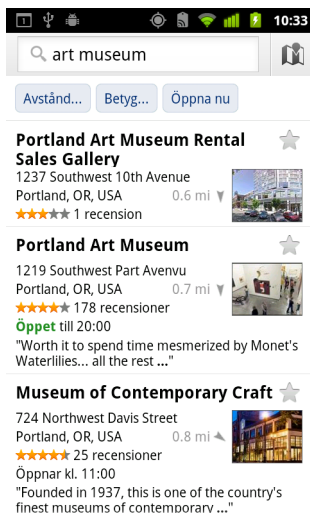 10:33
art museum
Avstånd... Betyg... Öppna nu
Portland Art Museum Rental
Sales Gallery
1237 Southwest 10th Avenue
Portland, OR, USA 0.6 mi
1 recension
Portland Art Museum
1219 Southwest Part Avenvu
Portland, OR, USA 0.7 mi
178 recensioner
Öppet till 20:00
"Worth it to spend time mesmerized by Monet's
Waterlilies... all the rest ..."
Museum of Contemporary Craft
724 Northwest Davis Street
Portland, OR, USA 0.8 mi
25 recensioner
Öppnar kl. 11:00
"Founded in 1937, this is one of the country's
finest museums of contemporary ..."